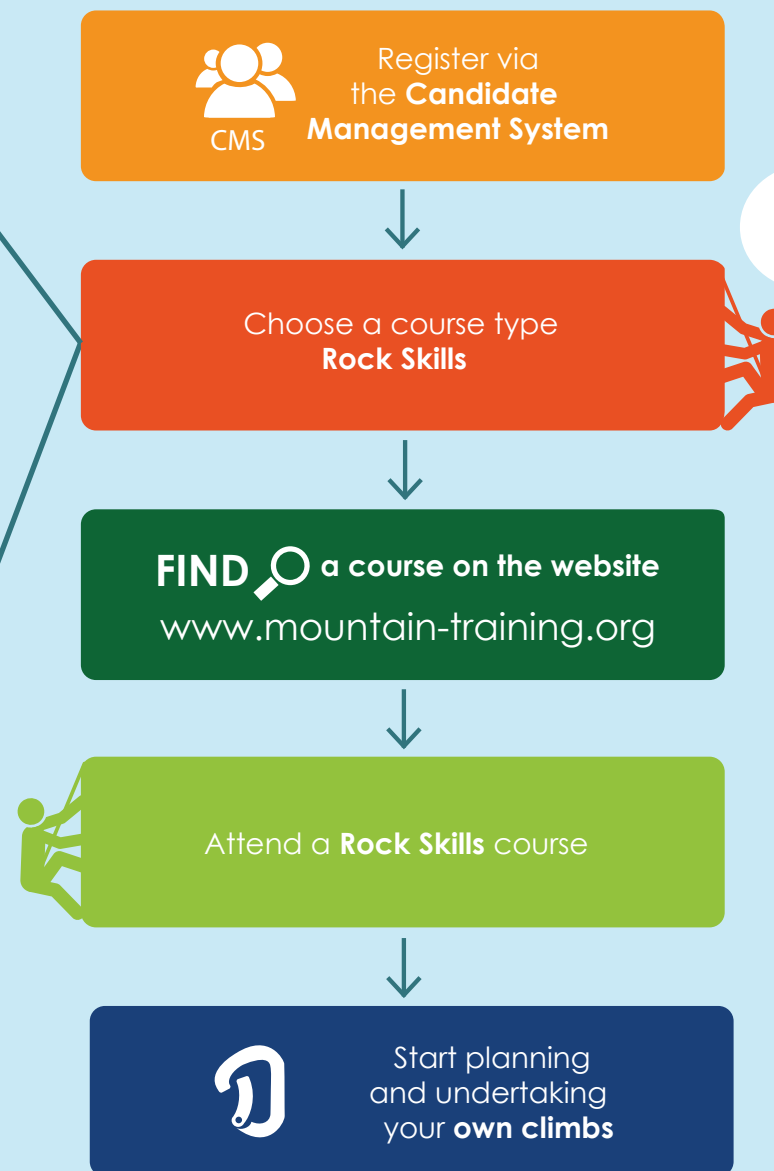 Register via
the Candidate
CMS Management System
Choose a course type
Rock Skills
FIND a course on the website
www.mountain-training.org
Attend a Rock Skills course
Start planning
and undertaking
your own climbs